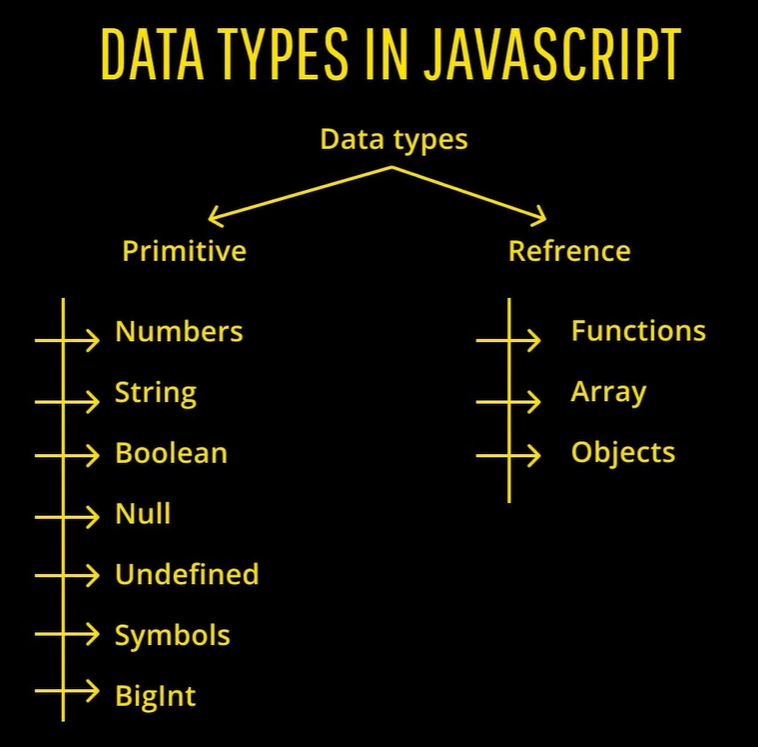 DATA TYPES IN JAVASCRIPT
Data types
Primitive
Numbers
String
Boolean
Null
Undefined
Symbols
BigInt
Refrence
Functions
Array
Objects